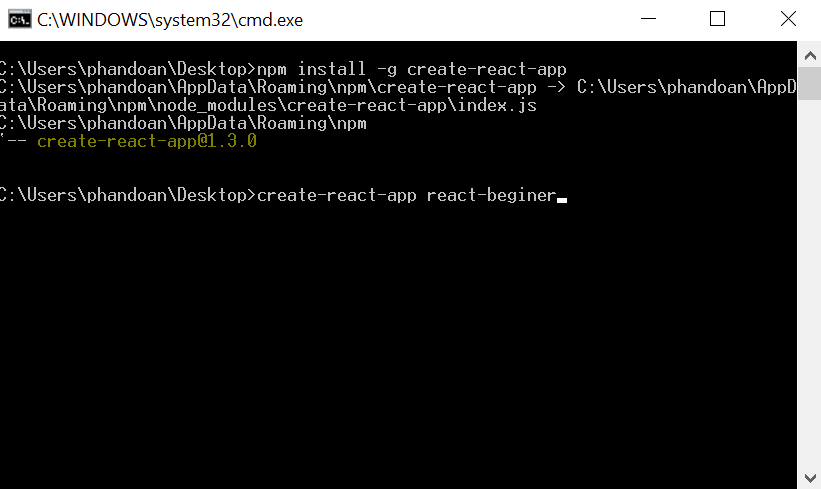 C:\WINDOWS\system32\cmd.exe
C:\Users\phandoan\Desktop>npm install -g create-react-app
C:\Users\phandoan\AppData\Roaming\npm\create-react-app -> C:\Users\phandoan\AppD
ata\Roaming\npm\node_modules\create-react-app\index.js
C:\Users\phandoan\AppData\Roaming\npm
`-- create-react-app@1.3.0
C:\Users\phandoan\Desktop>create-react-app react-beginer